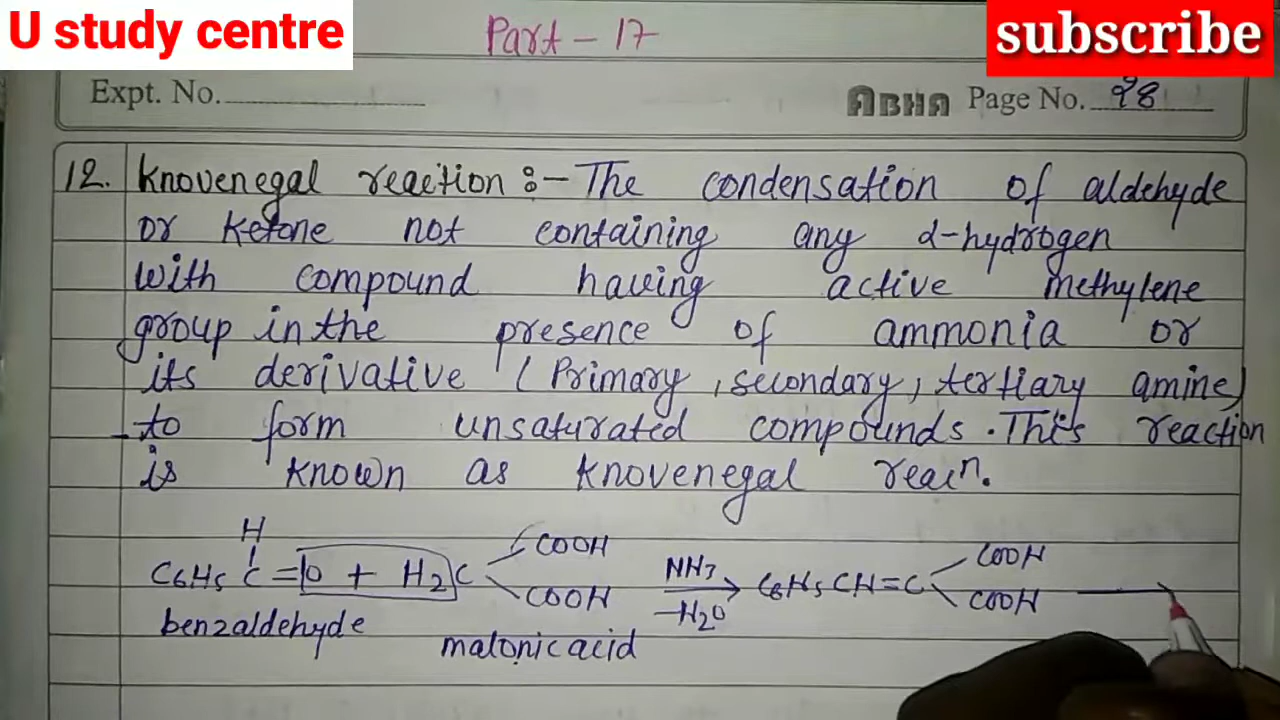 U study centre
Part - 17
subscribe
Expt. No.
ABHA Page No. 98
12. Knovenegal reaction :- The condensation of aldehyde
or ketone not containing any α-hydrogen
with compound having active methylene
group in the presence of ammonia or
its derivative (Primary, secondary, tertiary amine)
to form unsaturated compounds. This reaction
is known as knovenegal reacn.
H
C6H5 C = O + H2C COOH COOH NH3 -H2O C6H5CH=C COOH COOH
benzaldehyde
malonic acid